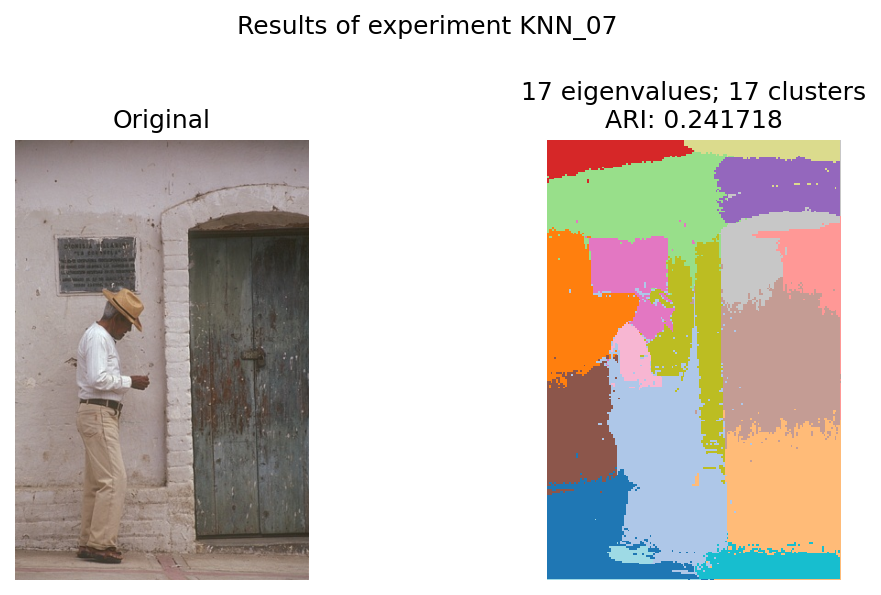 Results of experiment KNN_07
Original
17 eigenvalues; 17 clusters
ARI: 0.241718